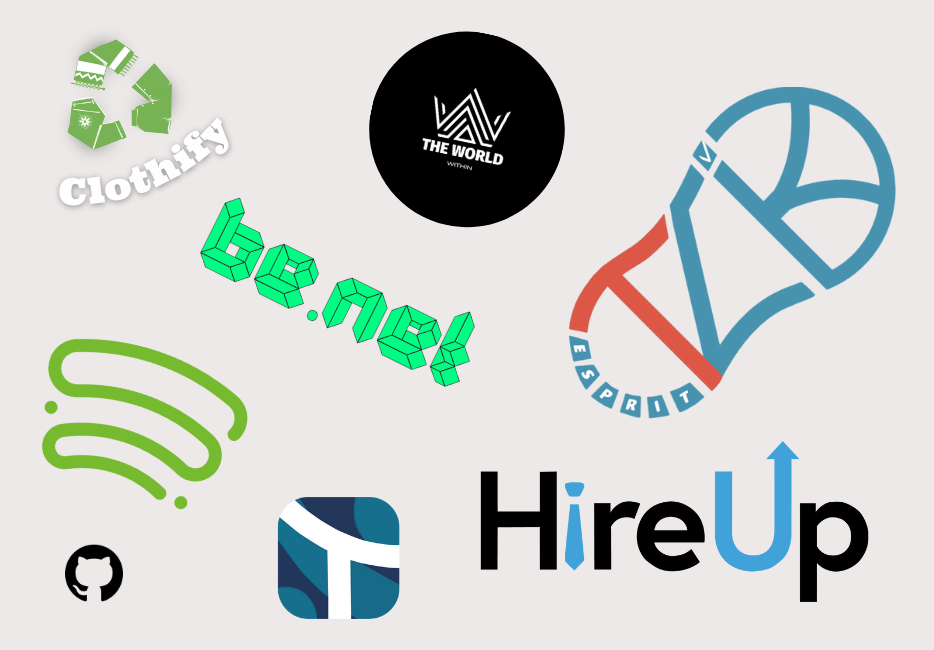 Clothify
THE WORLD
WITHIN
be.net
ESPRIT
HireUp